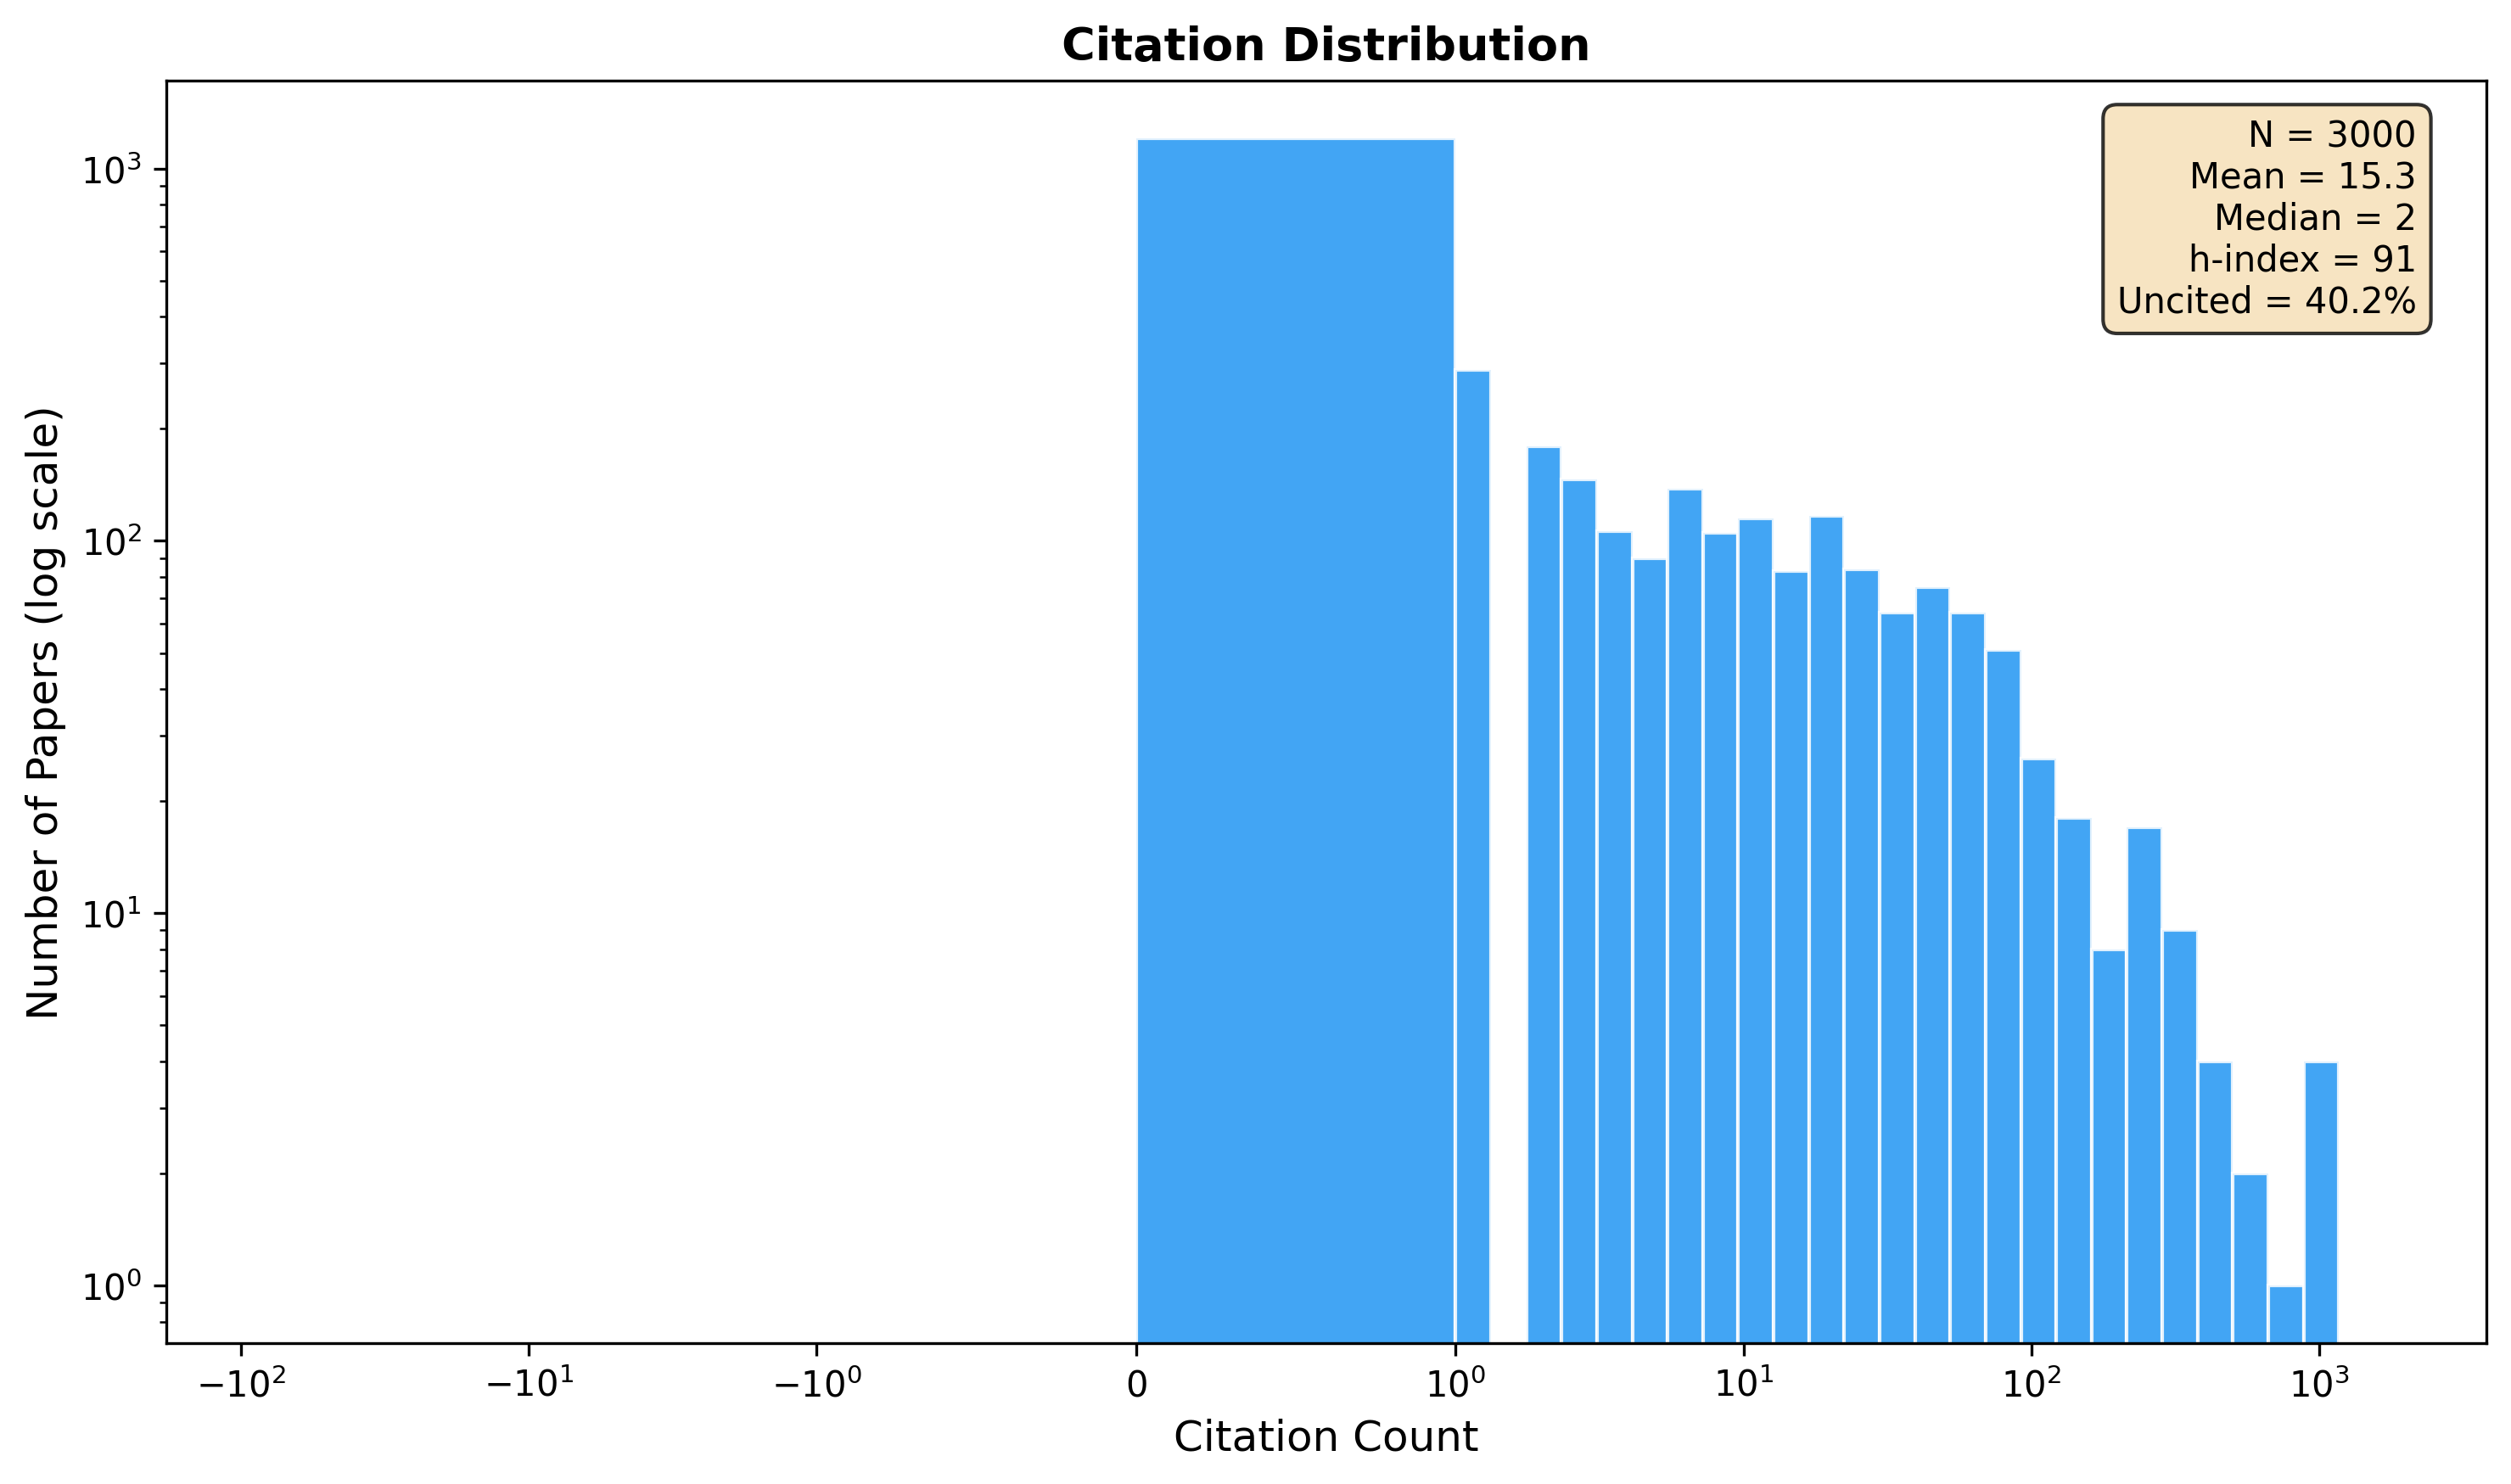 Citation Distribution
N = 3000
Mean = 15.3
Median = 2
h-index = 91
Uncited = 40.2%
Number of Papers (log scale)
10³
10²
10¹
10⁰
−10² −10¹ −10⁰ 0 10⁰ 10¹ 10² 10³
Citation Count